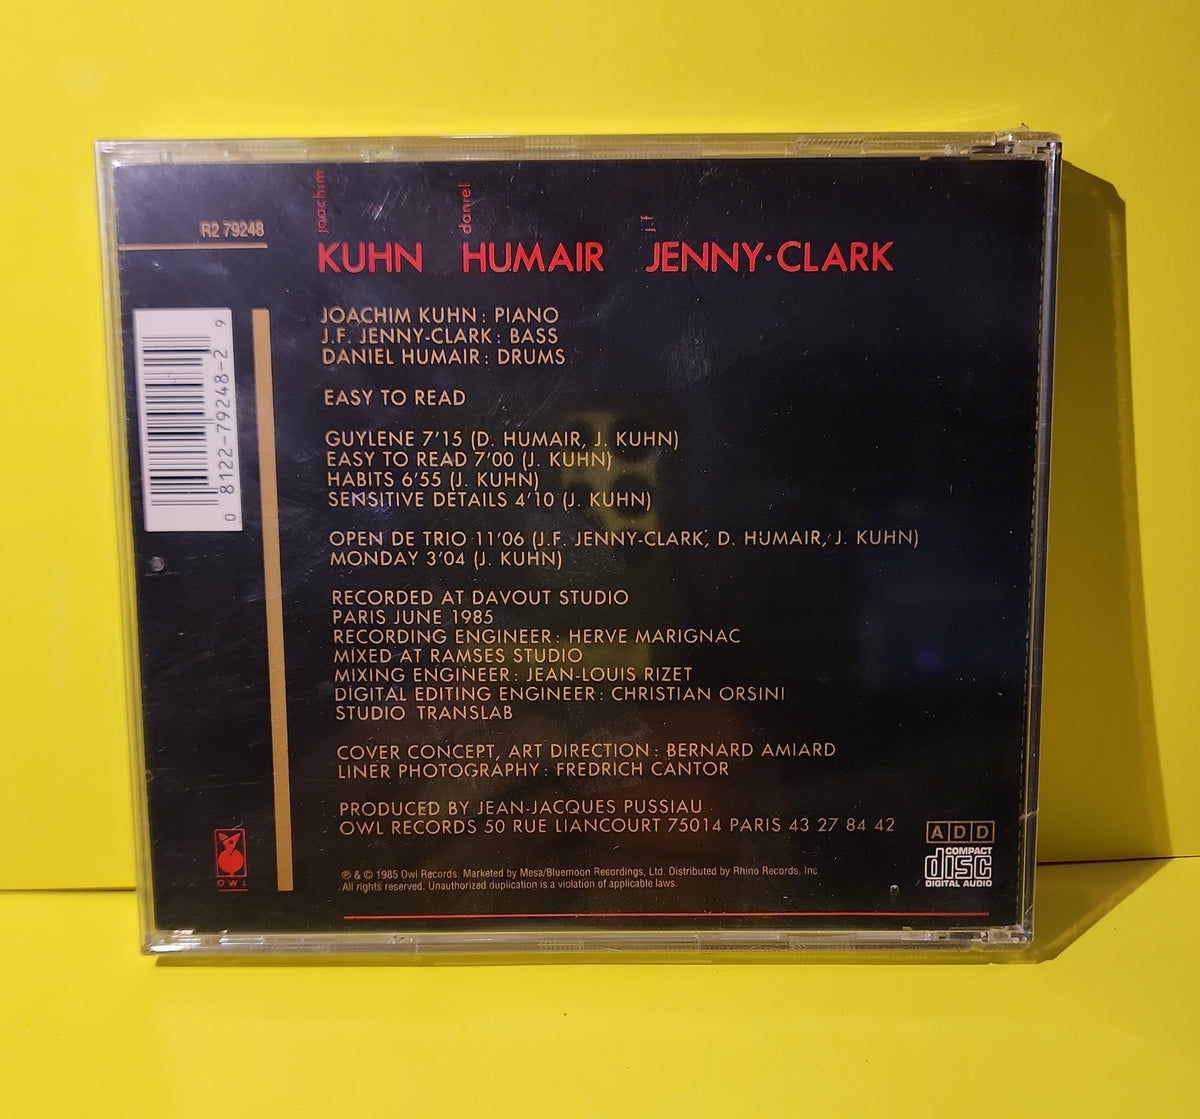 joachim
daniel
j.f
R2 79248
KUHN HUMAIR JENNY·CLARK
JOACHIM KUHN : PIANO
J.F. JENNY-CLARK : BASS
DANIEL HUMAIR : DRUMS
EASY TO READ
GUYLENE 7'15 (D. HUMAIR, J. KUHN)
EASY TO READ 7'00 (J. KUHN)
HABITS 6'55 (J. KUHN)
SENSITIVE DETAILS 4'10 (J. KUHN)
OPEN DE TRIO 11'06 (J.F. JENNY-CLARK, D. HUMAIR, J. KUHN)
MONDAY 3'04 (J. KUHN)
RECORDED AT DAVOUT STUDIO
PARIS JUNE 1985
RECORDING ENGINEER : HERVE MARIGNAC
MIXED AT RAMSES STUDIO
MIXING ENGINEER : JEAN-LOUIS RIZET
DIGITAL EDITING ENGINEER : CHRISTIAN ORSINI
STUDIO TRANSLAB
COVER CONCEPT, ART DIRECTION : BERNARD AMIARD
LINER PHOTOGRAPHY : FREDRICH CANTOR
PRODUCED BY JEAN-JACQUES PUSSIAU
OWL RECORDS 50 RUE LIANCOURT 75014 PARIS 43 27 84 42
℗ & © 1985 Owl Records. Marketed by Mesa/Bluemoon Recordings, Ltd. Distributed by Rhino Records, Inc.
All rights reserved. Unauthorized duplication is a violation of applicable laws.
0 8122-79248-2 9
OWL
ADD
COMPACT
disc
DIGITAL AUDIO